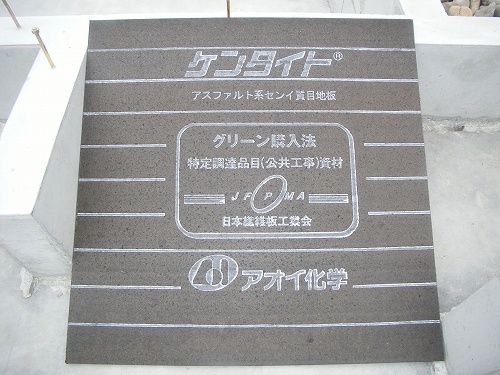 ケンタイト®
アスファルト系センイ質目地板
グリーン購入法
特定調達品目(公共工事)資材
JFPMA
日本繊維板工業会
アオイ化学